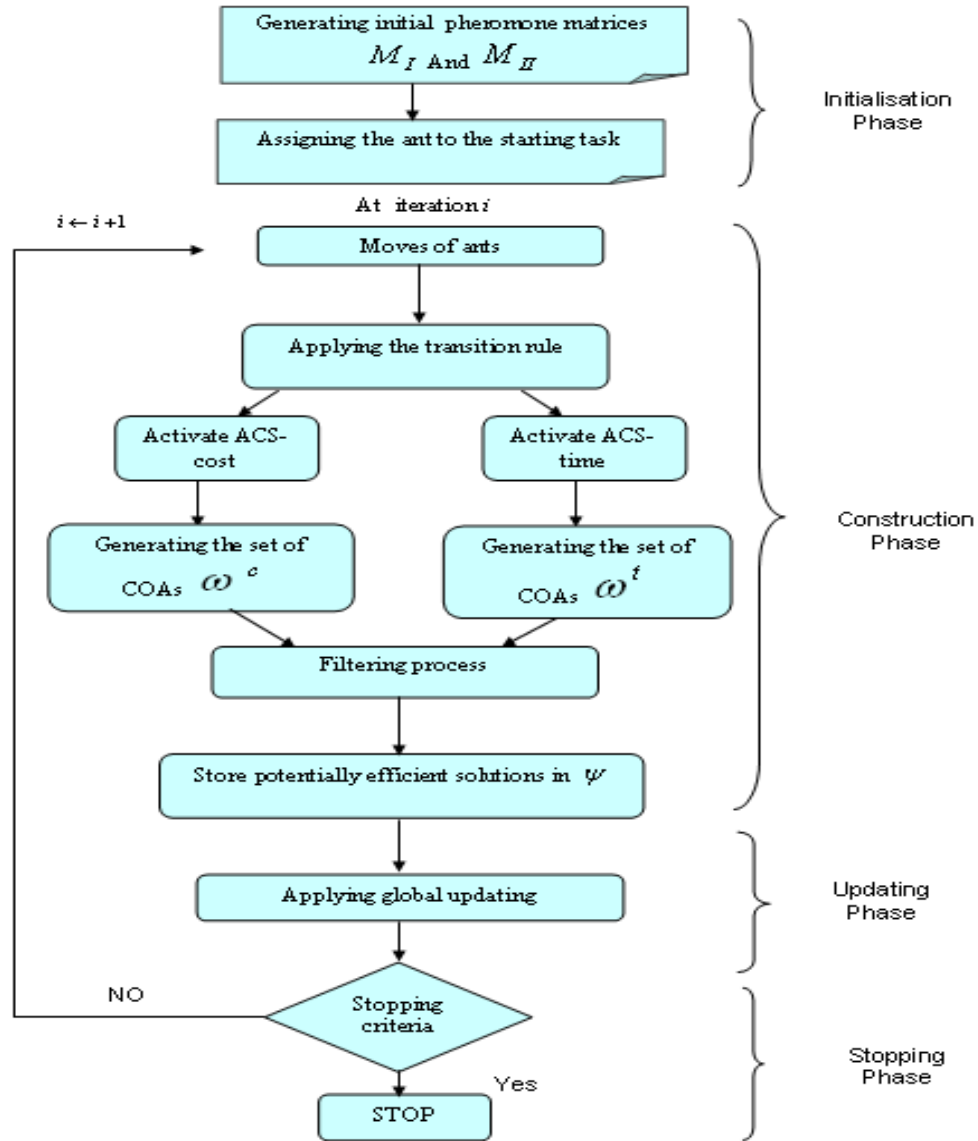 Generating initial pheromone matrices
M I And M II
Initialisation
Phase
Assigning the ant to the starting task
At iteration i
i ← i+1
Moves of ants
Applying the transition rule
Activate ACS-
cost
Activate ACS-
time
Generating the set of
COAs ω c
Generating the set of
COAs ω t
Construction
Phase
Filtering process
Store potentially efficient solutions in Ψ
Applying global updating
Updating
Phase
NO
Stopping
criteria
Yes
STOP
Stopping
Phase